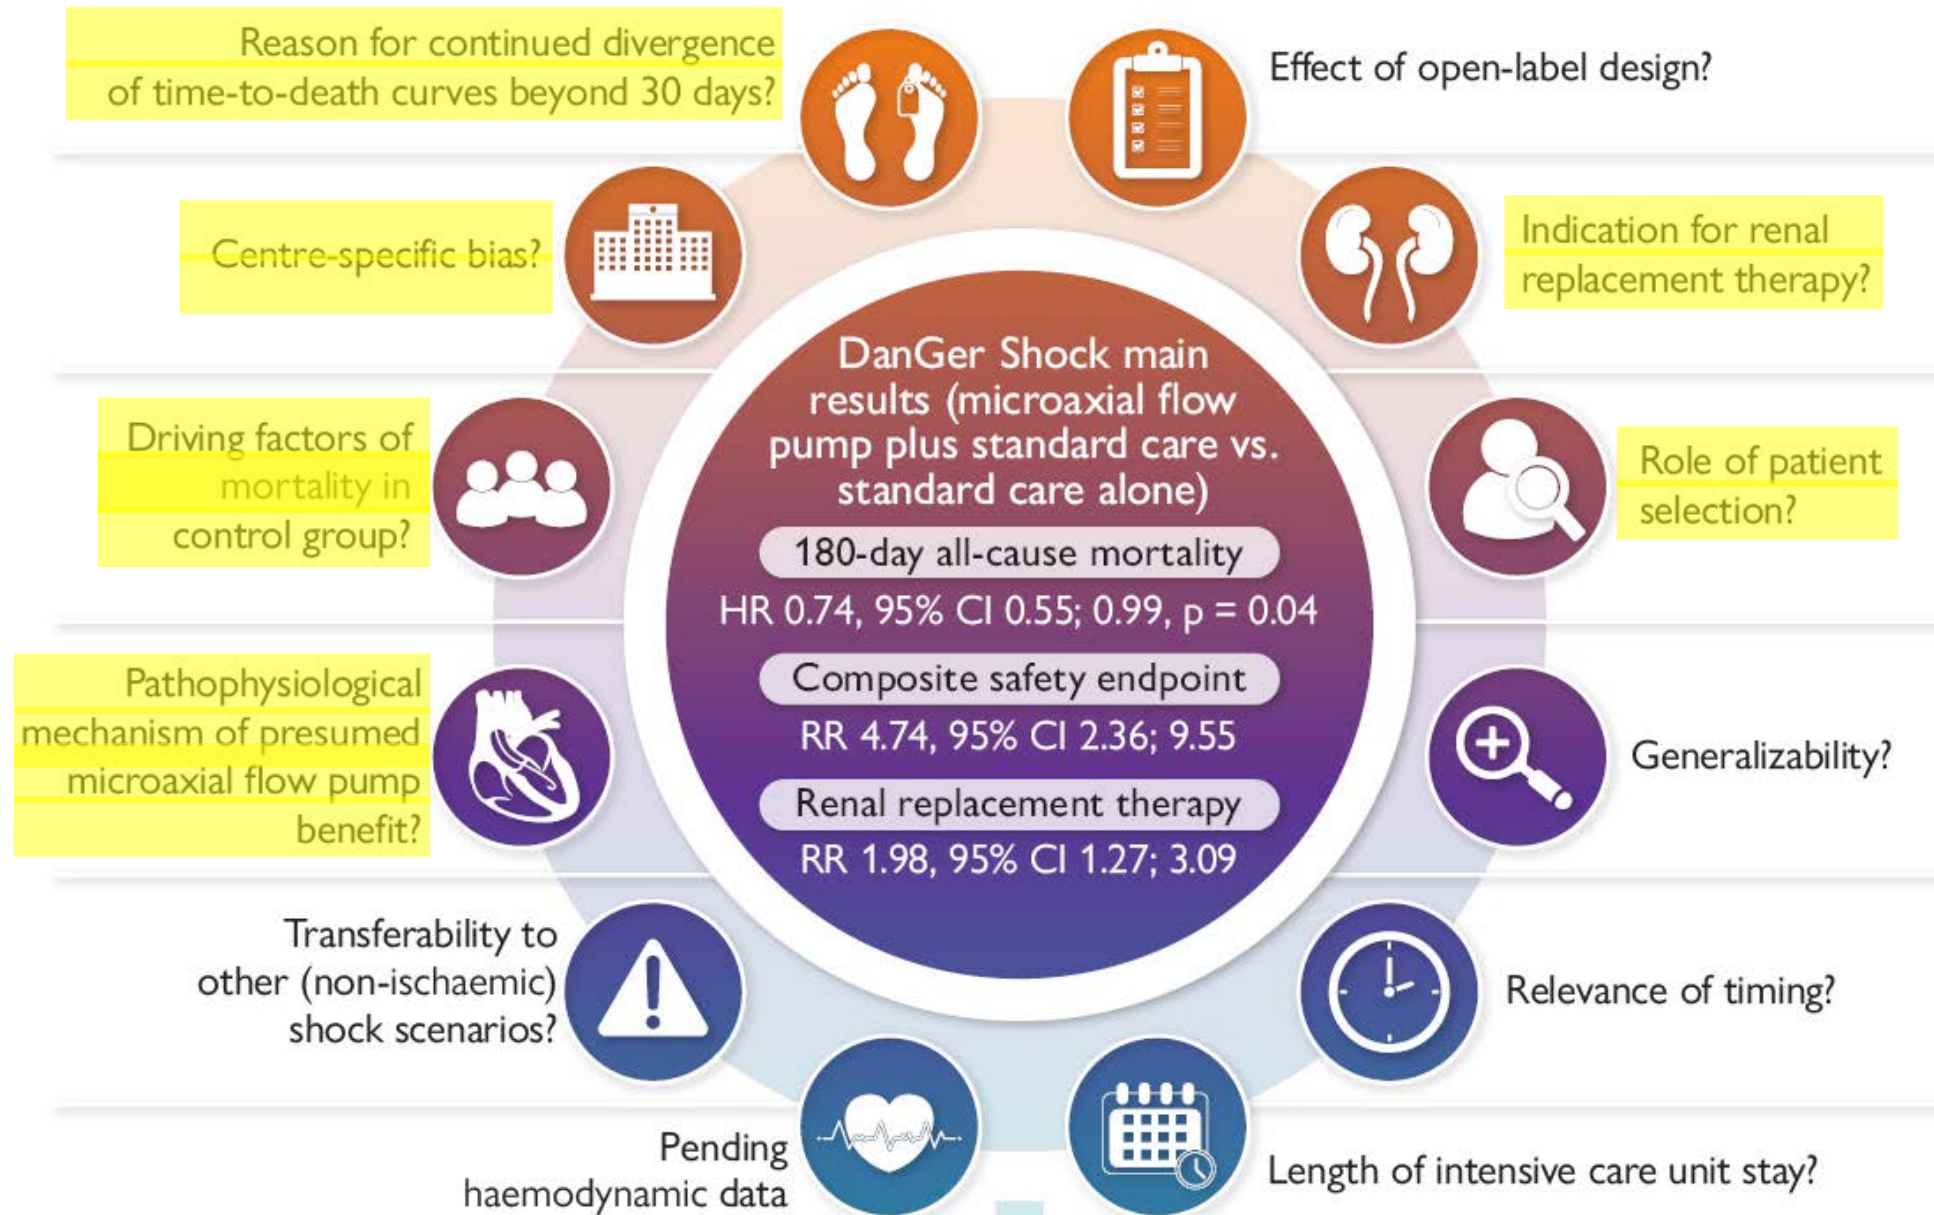 Reason for continued divergence
of time-to-death curves beyond 30 days?
Effect of open-label design?
Centre-specific bias?
Indication for renal
replacement therapy?
Driving factors of
mortality in
control group?
Role of patient
selection?
DanGer Shock main
results (microaxial flow
pump plus standard care vs.
standard care alone)
180-day all-cause mortality
HR 0.74, 95% CI 0.55; 0.99, p = 0.04
Composite safety endpoint
RR 4.74, 95% CI 2.36; 9.55
Renal replacement therapy
RR 1.98, 95% CI 1.27; 3.09
Pathophysiological
mechanism of presumed
microaxial flow pump
benefit?
Generalizability?
Transferability to
other (non-ischaemic)
shock scenarios?
Relevance of timing?
Pending
haemodynamic data
Length of intensive care unit stay?